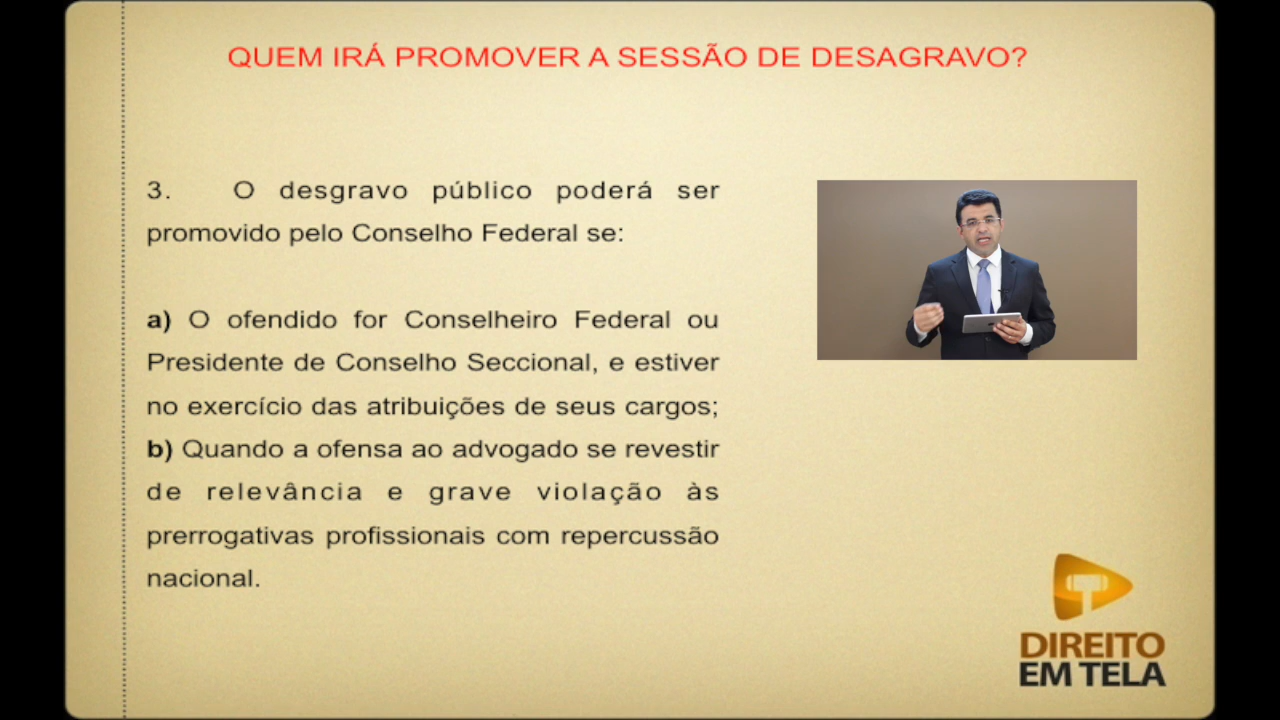 QUEM IRÁ PROMOVER A SESSÃO DE DESAGRAVO?
3. O desgravo público poderá ser
promovido pelo Conselho Federal se:
a) O ofendido for Conselheiro Federal ou
Presidente de Conselho Seccional, e estiver
no exercício das atribuições de seus cargos;
b) Quando a ofensa ao advogado se revestir
de relevância e grave violação às
prerrogativas profissionais com repercussão
nacional.
DIREITO
EM TELA